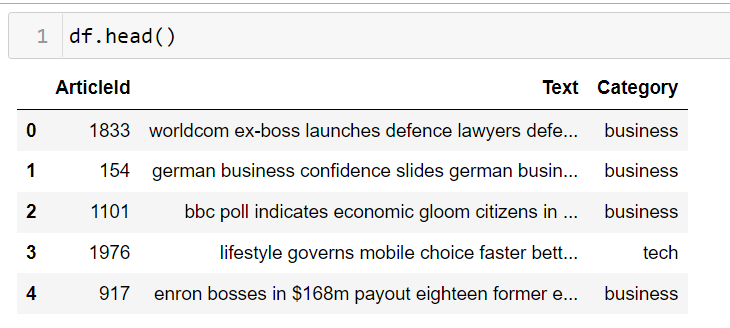 1 df.head()
ArticleId Text Category
0 1833 worldcom ex-boss launches defence lawyers defe... business
1 154 german business confidence slides german busin... business
2 1101 bbc poll indicates economic gloom citizens in ... business
3 1976 lifestyle governs mobile choice faster bett... tech
4 917 enron bosses in $168m payout eighteen former e... business